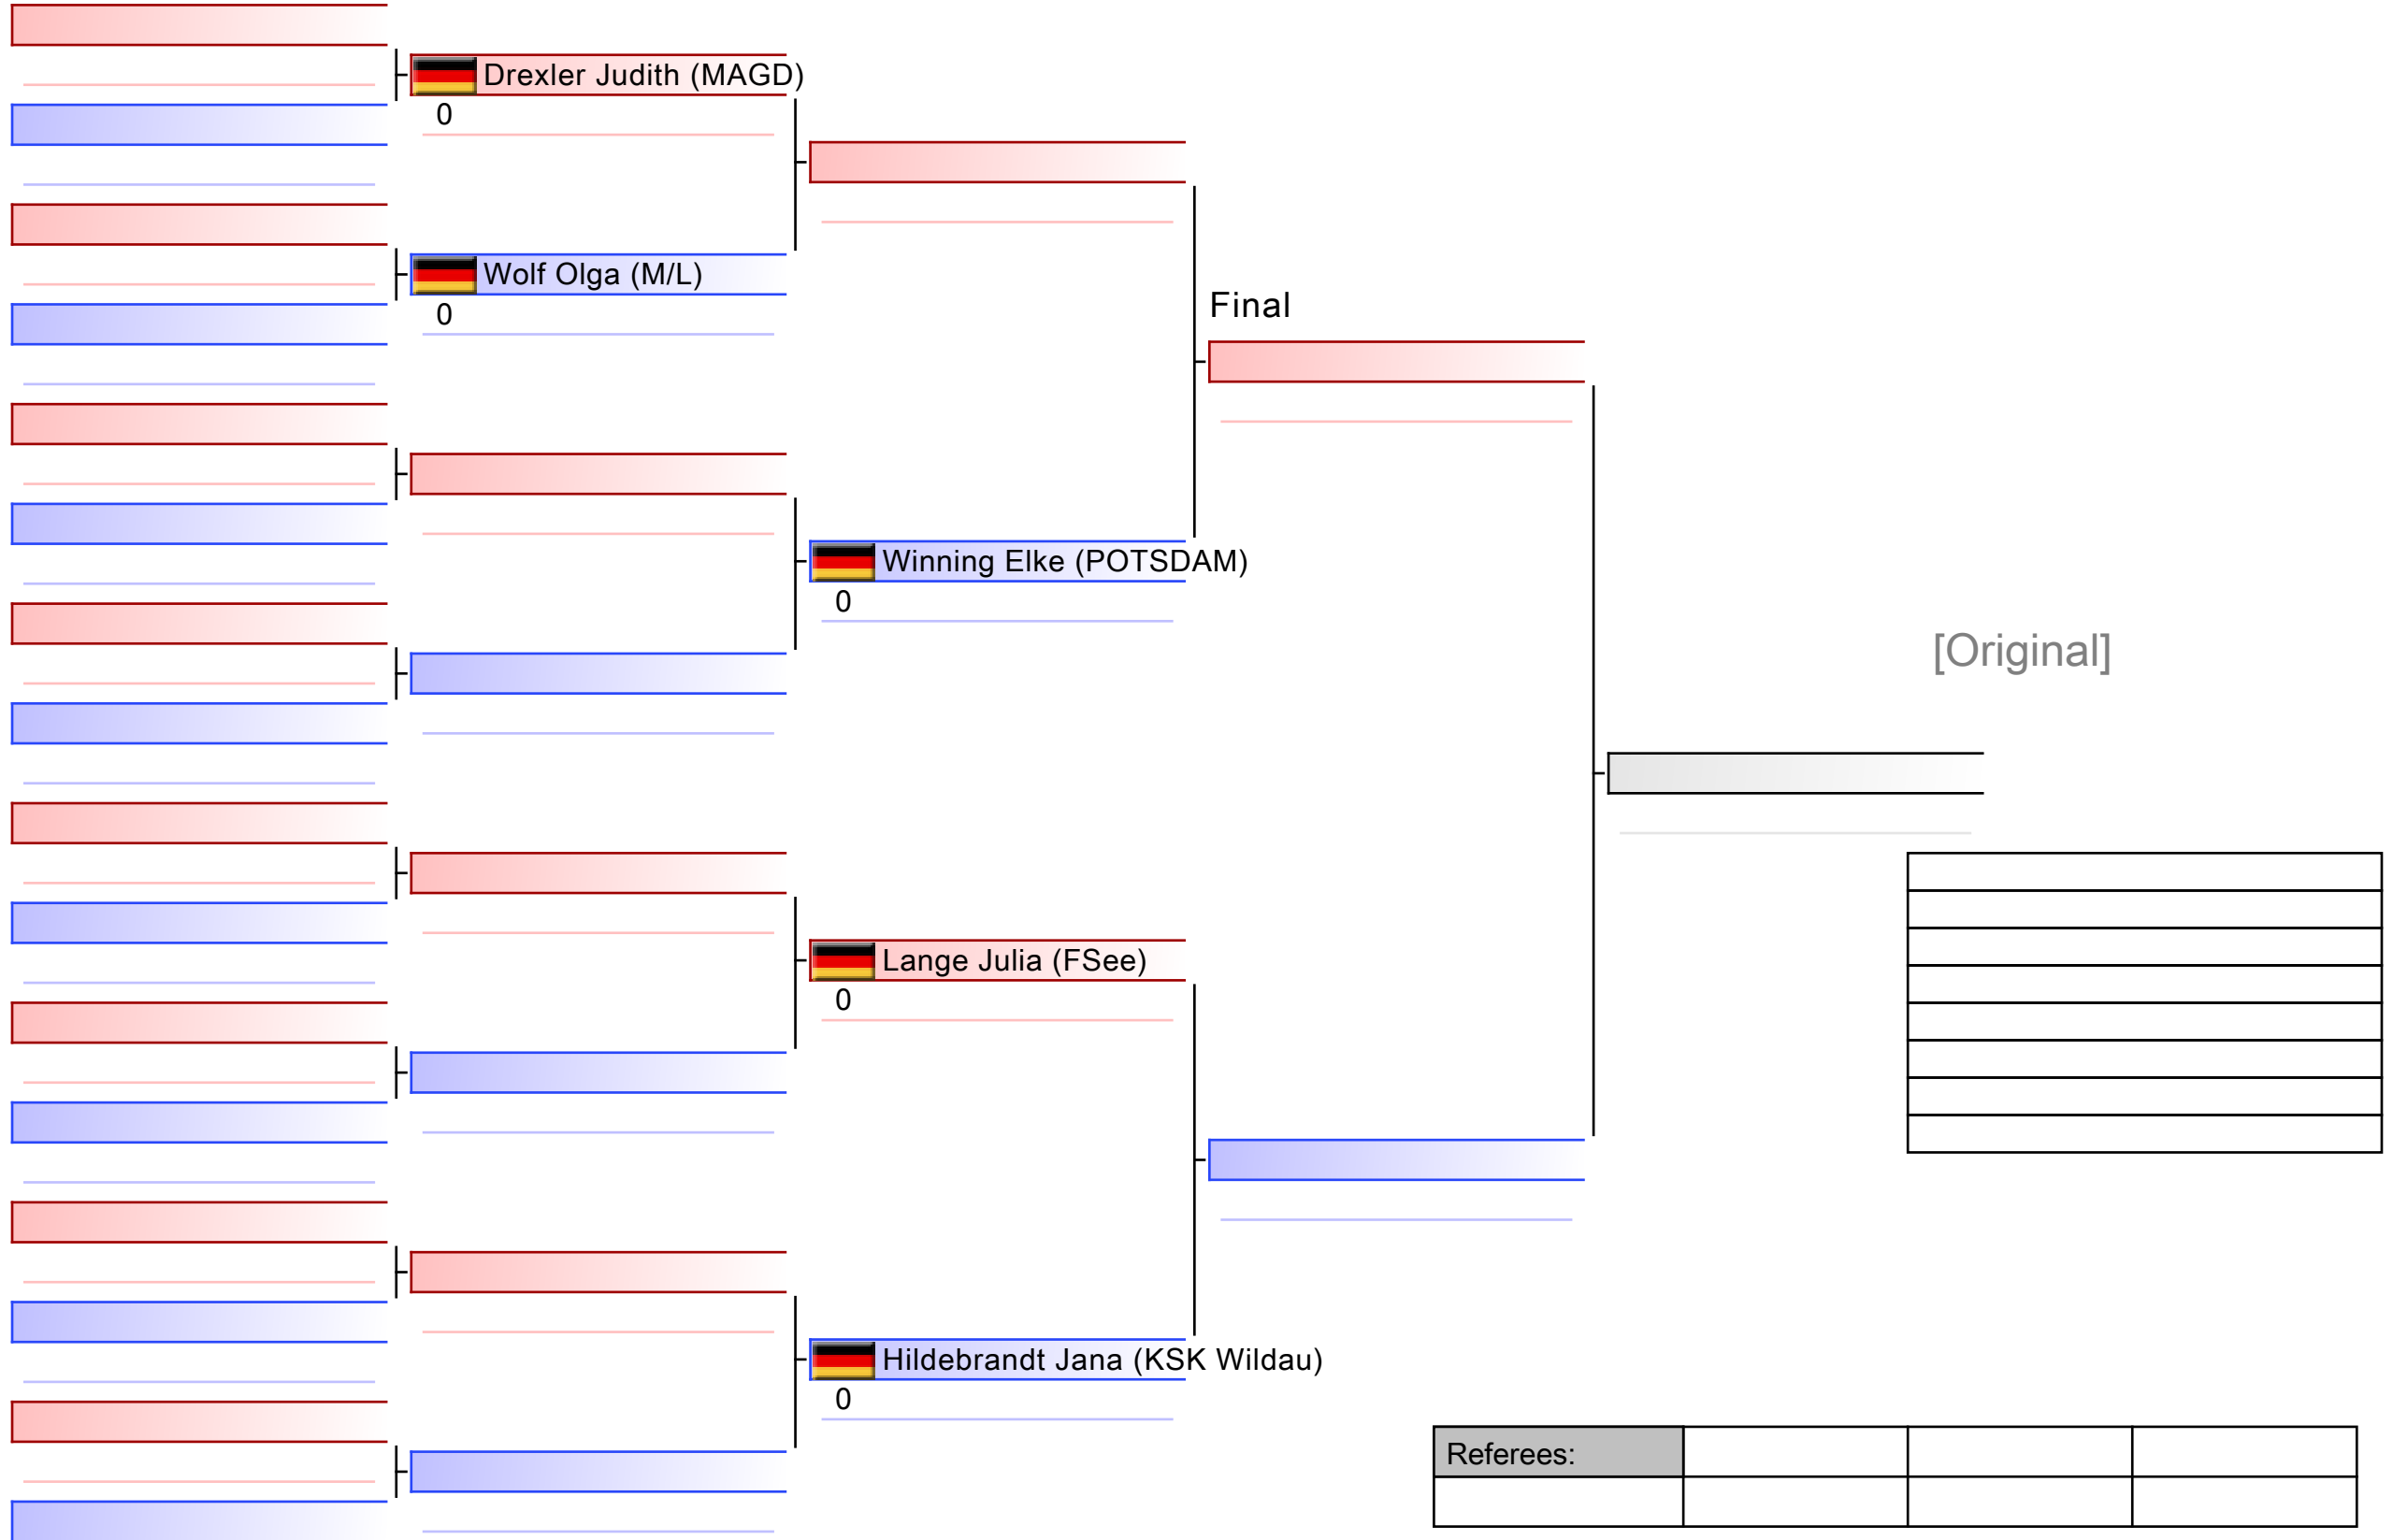 Drexler Judith (MAGD)
0
Wolf Olga (M/L)
0
Final
Winning Elke (POTSDAM)
0
[Original]
Lange Julia (FSee)
0
Hildebrandt Jana (KSK Wildau)
0
Referees: